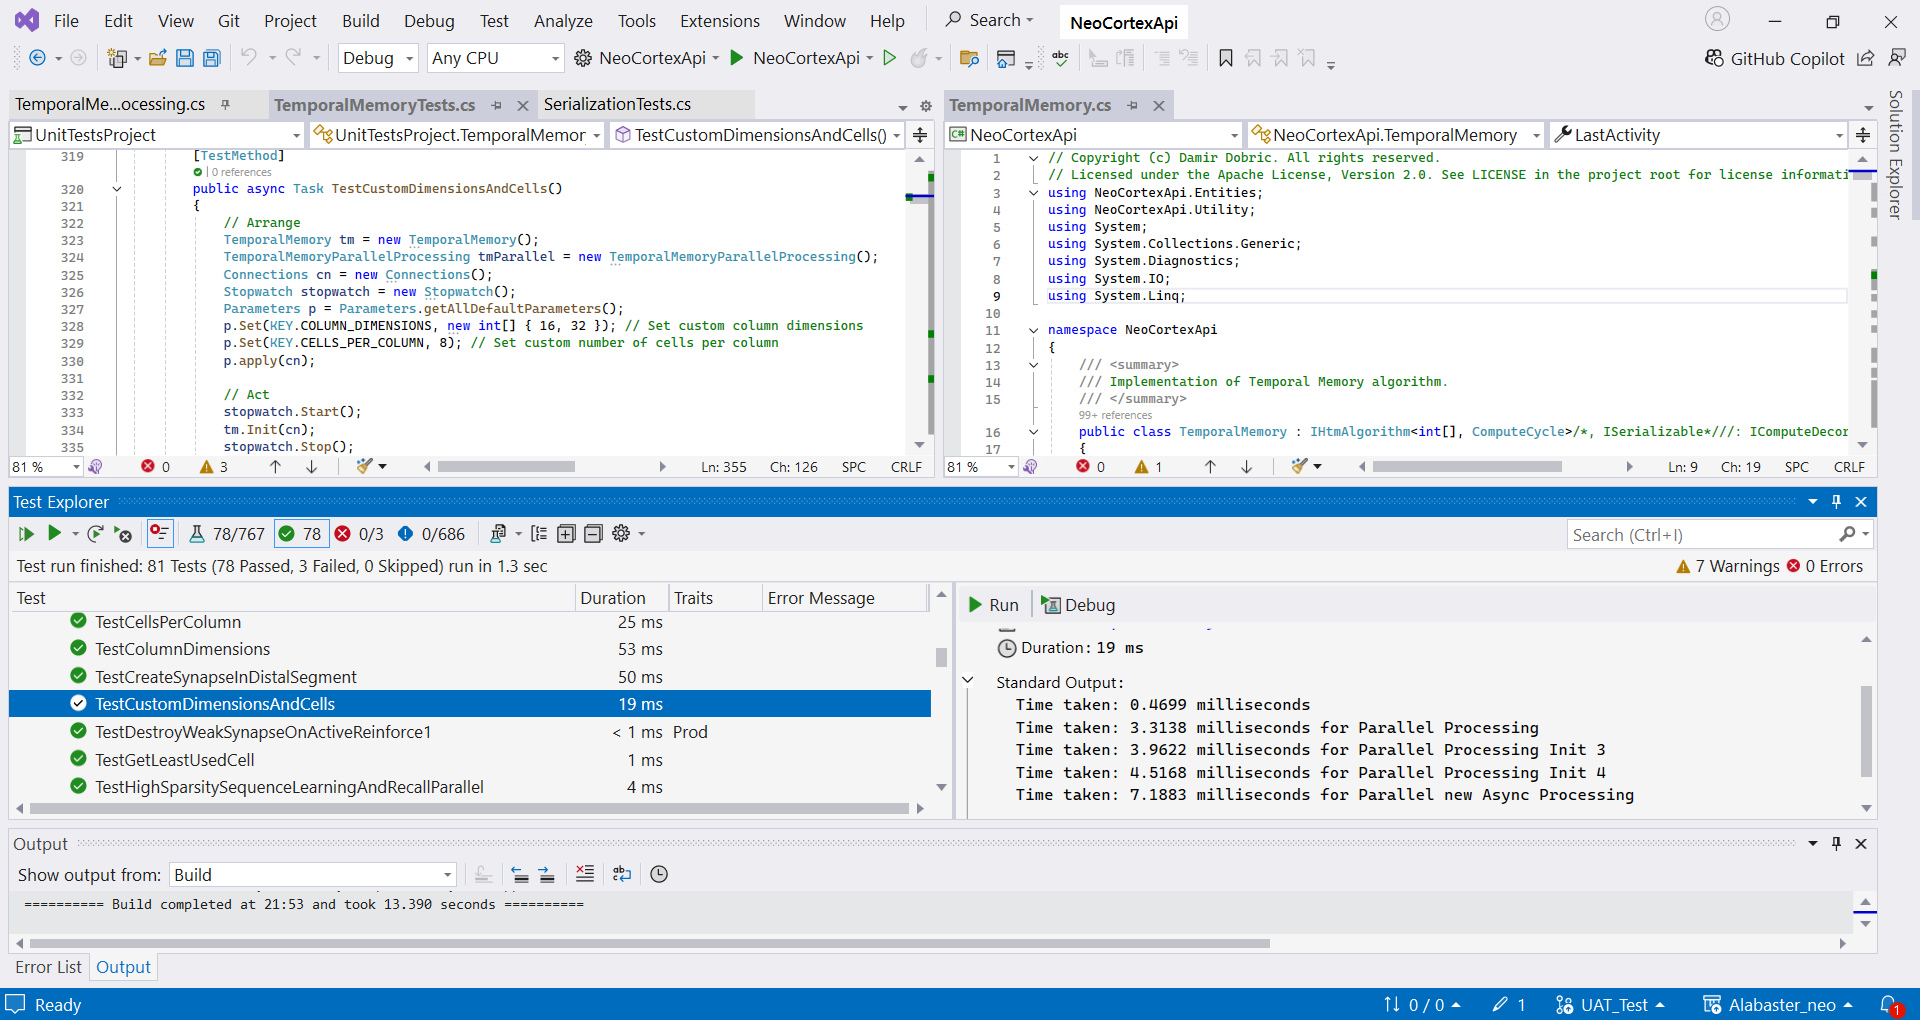 File Edit View Git Project Build Debug Test Analyze Tools Extensions Window Help Search NeoCortexApi
Debug Any CPU NeoCortexApi NeoCortexApi GitHub Copilot
TemporalMe...ocessing.cs TemporalMemoryTests.cs SerializationTests.cs
UnitTestsProject UnitTestsProject.TemporalMemor TestCustomDimensionsAndCells()
319 [TestMethod]
0 references
320 public async Task TestCustomDimensionsAndCells()
321 {
322 // Arrange
323 TemporalMemory tm = new TemporalMemory();
324 TemporalMemoryParallelProcessing tmParallel = new TemporalMemoryParallelProcessing();
325 Connections cn = new Connections();
326 Stopwatch stopwatch = new Stopwatch();
327 Parameters p = Parameters.getAllDefaultParameters();
328 p.Set(KEY.COLUMN_DIMENSIONS, new int[] { 16, 32 }); // Set custom column dimensions
329 p.Set(KEY.CELLS_PER_COLUMN, 8); // Set custom number of cells per column
330 p.apply(cn);
331
332 // Act
333 stopwatch.Start();
334 tm.Init(cn);
335 stopwatch.Stop();
81 % 0 3 Ln: 355 Ch: 126 SPC CRLF
TemporalMemory.cs
NeoCortexApi NeoCortexApi.TemporalMemory LastActivity
1 // Copyright (c) Damir Dobric. All rights reserved.
2 // Licensed under the Apache License, Version 2.0. See LICENSE in the project root for license informati
3 using NeoCortexApi.Entities;
4 using NeoCortexApi.Utility;
5 using System;
6 using System.Collections.Generic;
7 using System.Diagnostics;
8 using System.IO;
9 using System.Linq;
10
11 namespace NeoCortexApi
12 {
13 /// <summary>
14 /// Implementation of Temporal Memory algorithm.
15 /// </summary>
99+ references
16 public class TemporalMemory : IHtmAlgorithm<int[], ComputeCycle>/*, ISerializable*///: IComputeDecor
17 {
81 % 0 1 Ln: 9 Ch: 19 SPC CRLF
Solution Explorer
Test Explorer
78/767 78 0/3 0/686 Search (Ctrl+I)
Test run finished: 81 Tests (78 Passed, 3 Failed, 0 Skipped) run in 1.3 sec 7 Warnings 0 Errors
Test Duration Traits Error Message
TestCellsPerColumn 25 ms
TestColumnDimensions 53 ms
TestCreateSynapseInDistalSegment 50 ms
TestCustomDimensionsAndCells 19 ms
TestDestroyWeakSynapseOnActiveReinforce1 < 1 ms Prod
TestGetLeastUsedCell 1 ms
TestHighSparsitySequenceLearningAndRecallParallel 4 ms
Run Debug
Duration: 19 ms
Standard Output:
Time taken: 0.4699 milliseconds
Time taken: 3.3138 milliseconds for Parallel Processing
Time taken: 3.9622 milliseconds for Parallel Processing Init 3
Time taken: 4.5168 milliseconds for Parallel Processing Init 4
Time taken: 7.1883 milliseconds for Parallel new Async Processing
Output
Show output from: Build
========== Build completed at 21:53 and took 13.390 seconds ==========
Error List Output
Ready 0 / 0 1 UAT_Test Alabaster_neo 1